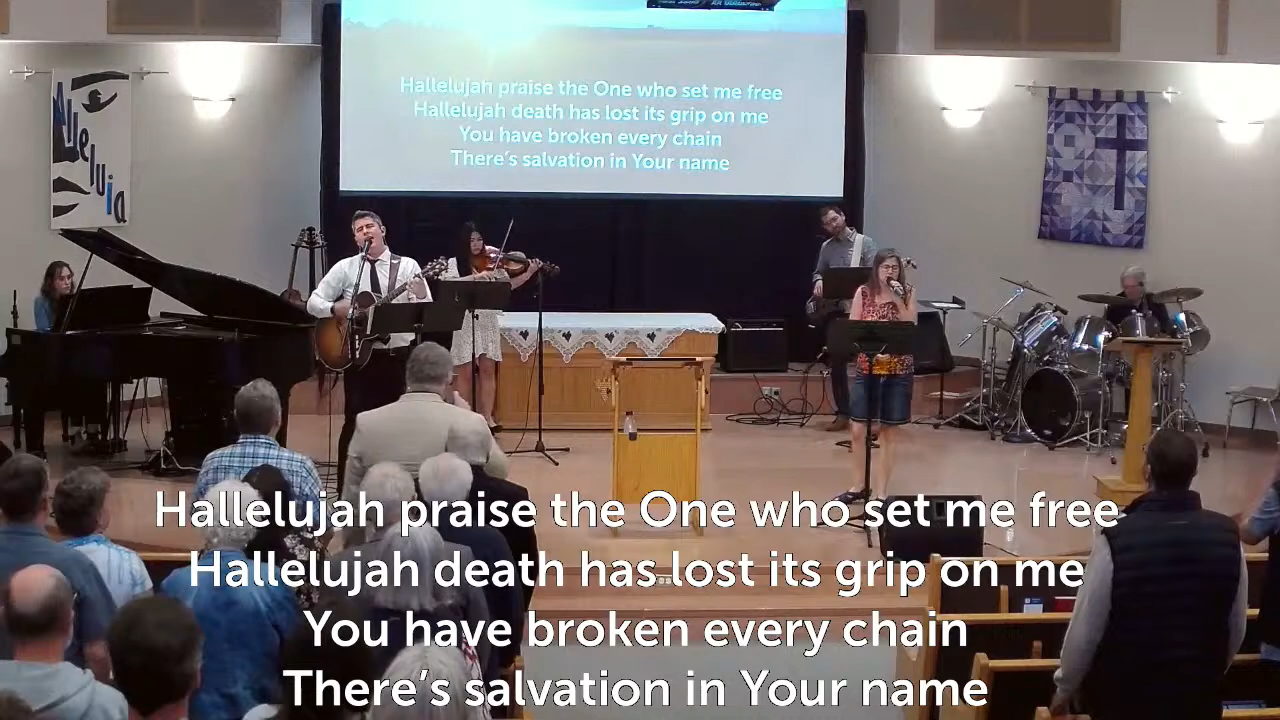 Hallelujah praise the One who set me free
Hallelujah death has lost its grip on me
You have broken every chain
There's salvation in Your name
Alleluia
Hallelujah praise the One who set me free
Hallelujah death has lost its grip on me
You have broken every chain
There's salvation in Your name